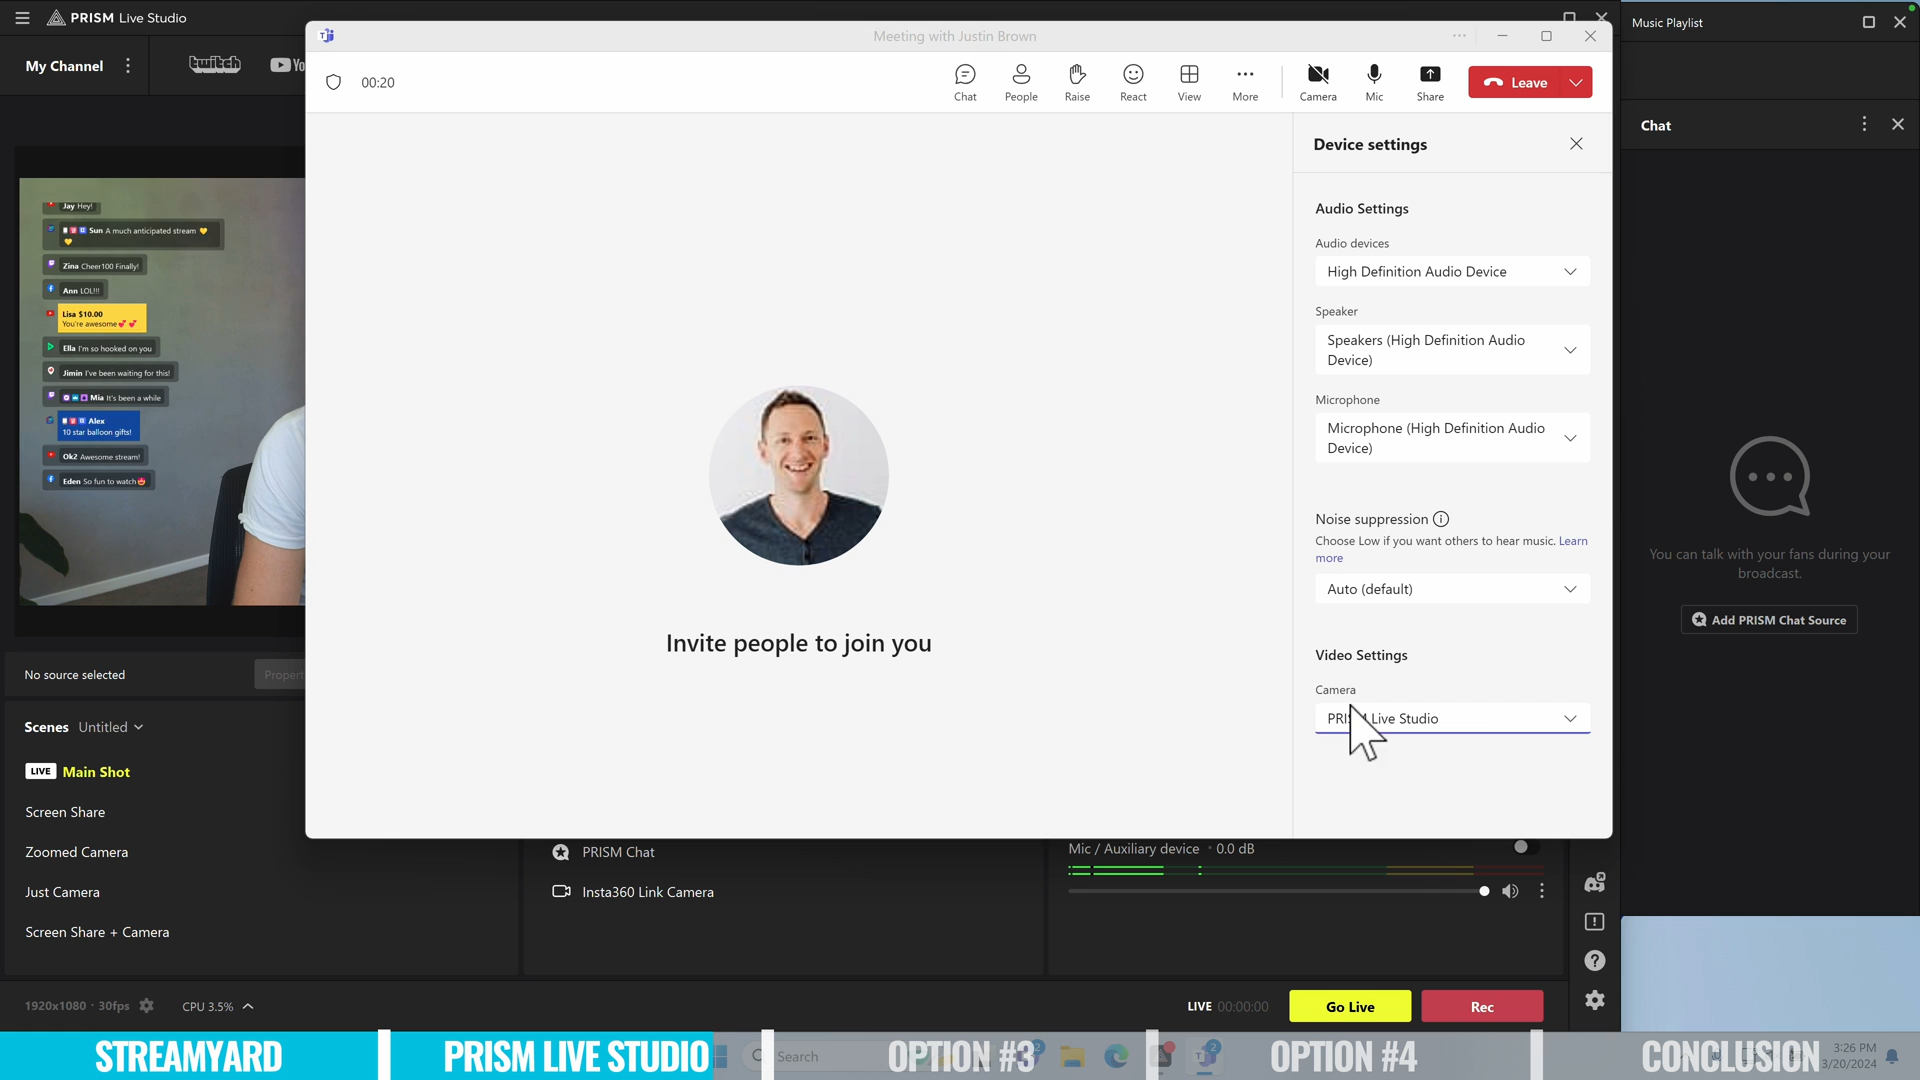 PRISM Live Studio
My Channel
twitch
Yo
Meeting with Justin Brown
00:20
Chat
People
Raise
React
View
More
Camera
Mic
Share
Leave
Device settings
Audio Settings
Audio devices
High Definition Audio Device
Speaker
Speakers (High Definition Audio
Device)
Microphone
Microphone (High Definition Audio
Device)
Noise suppression
Choose Low if you want others to hear music. Learn
more
Auto (default)
Video Settings
Camera
PRISM Live Studio
Invite people to join you
Jay Hey!
Sun A much anticipated stream 💛
💛
Zina Cheer100 Finally!
Ann LOL!!!
Lisa $10.00
You're awesome💕💕
Ella I'm so hooked on you
Jimin I've been waiting for this!
Mia It's been a while
Alex
10 star balloon gifts!
Ok2 Awesome stream!
Eden So fun to watch😍
No source selected
Propert
Scenes Untitled
LIVE Main Shot
Screen Share
Zoomed Camera
Just Camera
Screen Share + Camera
PRISM Chat
Insta360 Link Camera
Mic / Auxiliary device · 0.0 dB
1920x1080 · 30fps
CPU 3.5%
LIVE 00:00:00
Go Live
Rec
Music Playlist
Chat
You can talk with your fans during your
broadcast.
Add PRISM Chat Source
STREAMYARD
PRISM LIVE STUDIO
Search
OPTION #3
2
2
OPTION #4
CONCLUSION
3:26 PM
3/20/2024